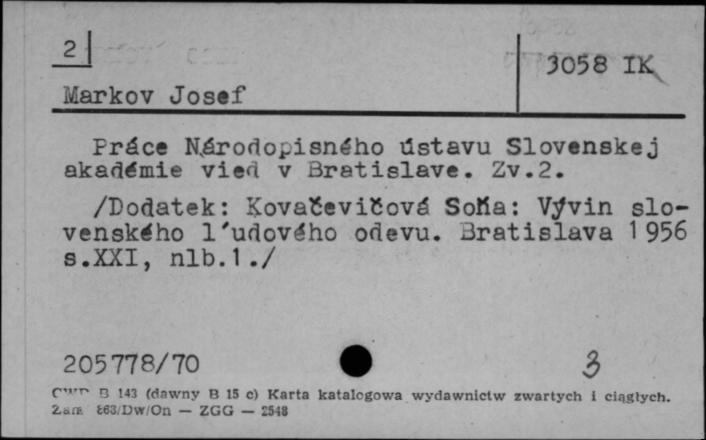 2
3058 IK
Markov Josef
Práce Národopisného ústavu Slovenskej
akadémie vied v Bratislave. Zv.2.
/Dodatek: Kovačevičová Soňa: Vývin slo-
venského l'udového odevu. Bratislava 1956
s.XXI, nlb.1./
205778/70
3
CWD B 143 (dawny B 15 c) Karta katalogowa wydawnictw zwartych i ciągłych.
Zam 863/Dw/On — ZGG — 2548